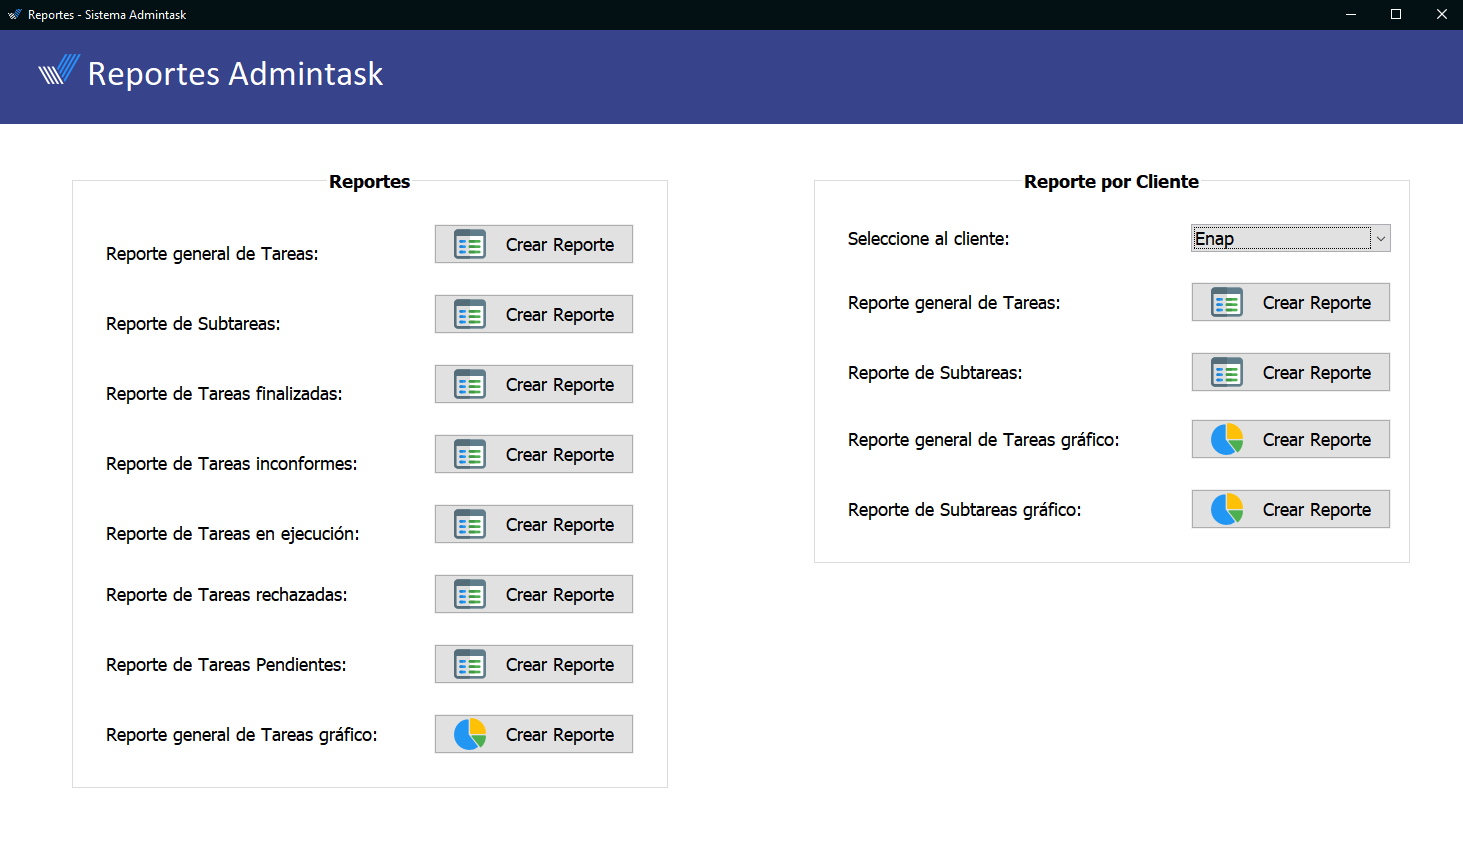 Reportes - Sistema Admintask
Reportes Admintask
Reportes
Reporte general de Tareas: Crear Reporte
Reporte de Subtareas: Crear Reporte
Reporte de Tareas finalizadas: Crear Reporte
Reporte de Tareas inconformes: Crear Reporte
Reporte de Tareas en ejecución: Crear Reporte
Reporte de Tareas rechazadas: Crear Reporte
Reporte de Tareas Pendientes: Crear Reporte
Reporte general de Tareas gráfico: Crear Reporte
Reporte por Cliente
Seleccione al cliente: Enap
Reporte general de Tareas: Crear Reporte
Reporte de Subtareas: Crear Reporte
Reporte general de Tareas gráfico: Crear Reporte
Reporte de Subtareas gráfico: Crear Reporte